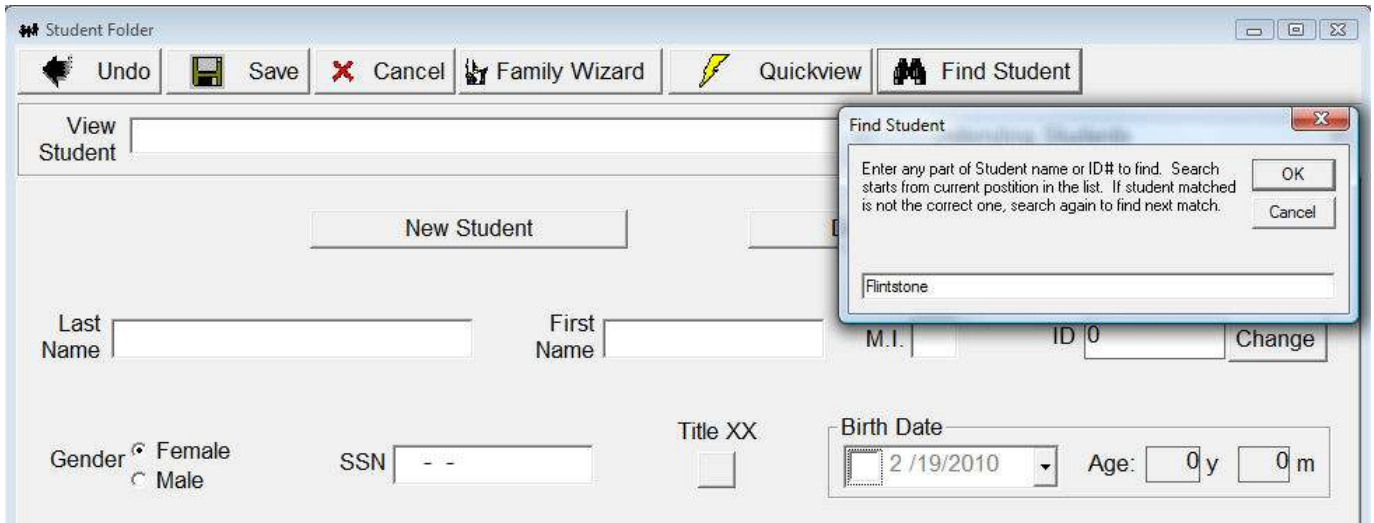 Student Folder
Undo Save Cancel Family Wizard Quickview Find Student
View
Student
Find Student
Enter any part of Student name or ID# to find. Search
starts from current postition in the list. If student matched
is not the correct one, search again to find next match.
OK
Cancel
Flintstone
New Student
Last
Name
First
Name
M.I.
ID 0
Change
Gender
Female
Male
SSN - -
Title XX
Birth Date
2 /19/2010
Age: 0 y 0 m